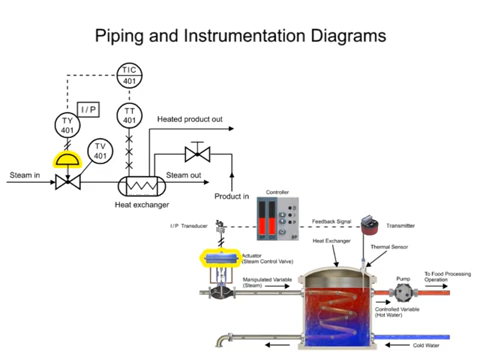 Piping and Instrumentation Diagrams
TIC
401
I / P
TY
401
TT
401
Heated product out
TV
401
Steam in
Steam out
Heat exchanger
Product in
Controller
I / P Transducer
Feedback Signal
Transmitter
Heat Exchanger
Thermal Sensor
Actuator
(Steam Control Valve)
Pump
To Food Processing
Operation
Manipulated Variable
(Steam)
Controlled Variable
(Hot Water)
Cold Water